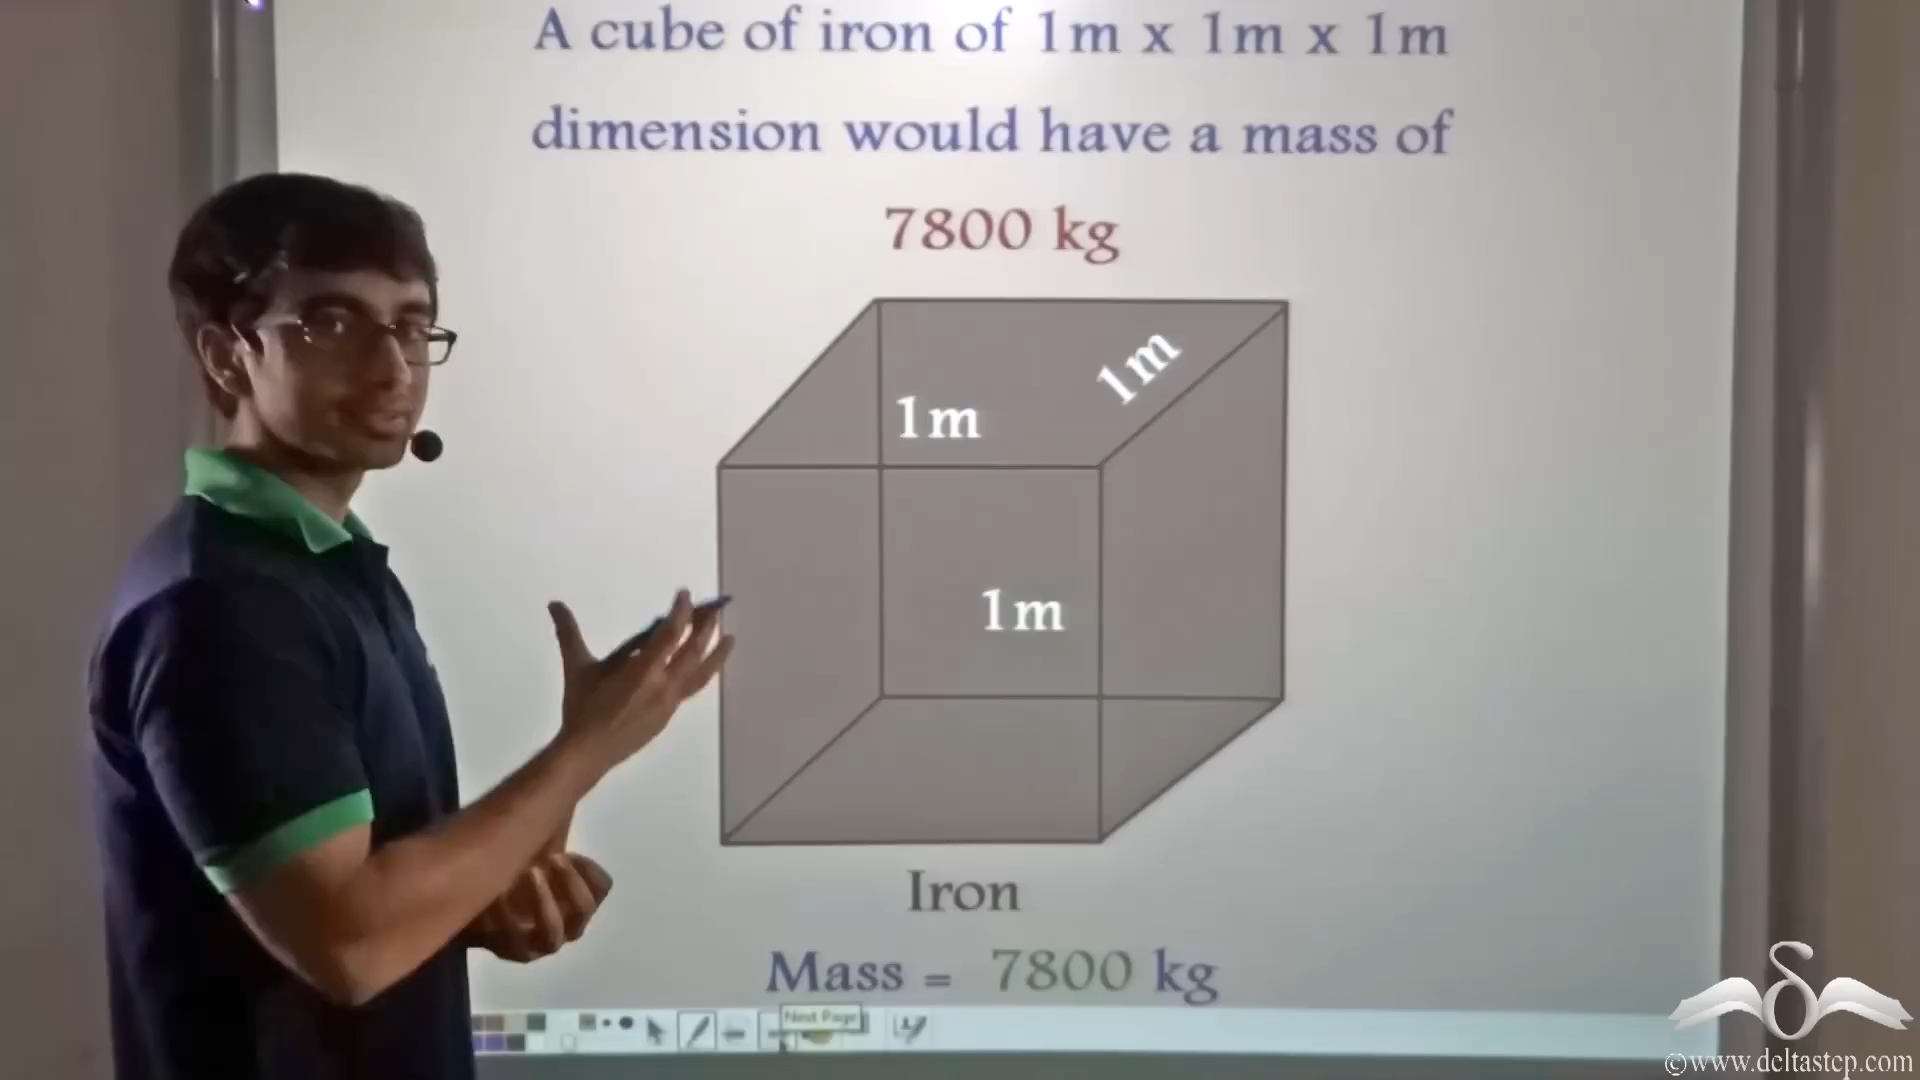 A cube of iron of 1m x 1m x 1m
dimension would have a mass of
7800 kg
1m
1m
1m
Iron
Mass = 7800 kg
Next Page
©www.deltastep.com